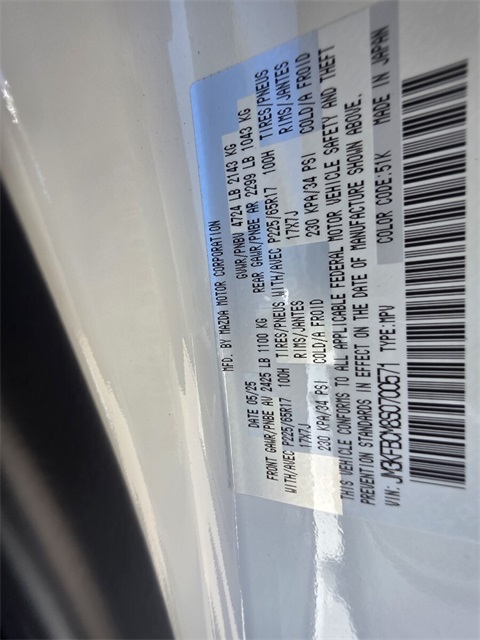 MFD. BY MAZDA MOTOR CORPORATION
DATE 05/25 GVWR/PNBV 4724 LB 2143 KG
FRONT GAWR/PNBE AV 2425 LB 1100 KG REAR GAWR/PNBE AR 2299 LB 1043 KG
WITH/AVEC P225/65R17 100H TIRES/PNEUS WITH/AVEC P225/65R17 100H TIRES/PNEUS
17X7J RIMS/JANTES 17X7J RIMS/JANTES
230 KPA/34 PSI COLD/A FROID 230 KPA/34 PSI COLD/A FROID
THIS VEHICLE CONFORMS TO ALL APPLICABLE FEDERAL MOTOR VEHICLE SAFETY AND THEFT
PREVENTION STANDARDS IN EFFECT ON THE DATE OF MANUFACTURE SHOWN ABOVE.
VIN: TYPE:MPV COLOR CODE:51K MADE IN JAPAN